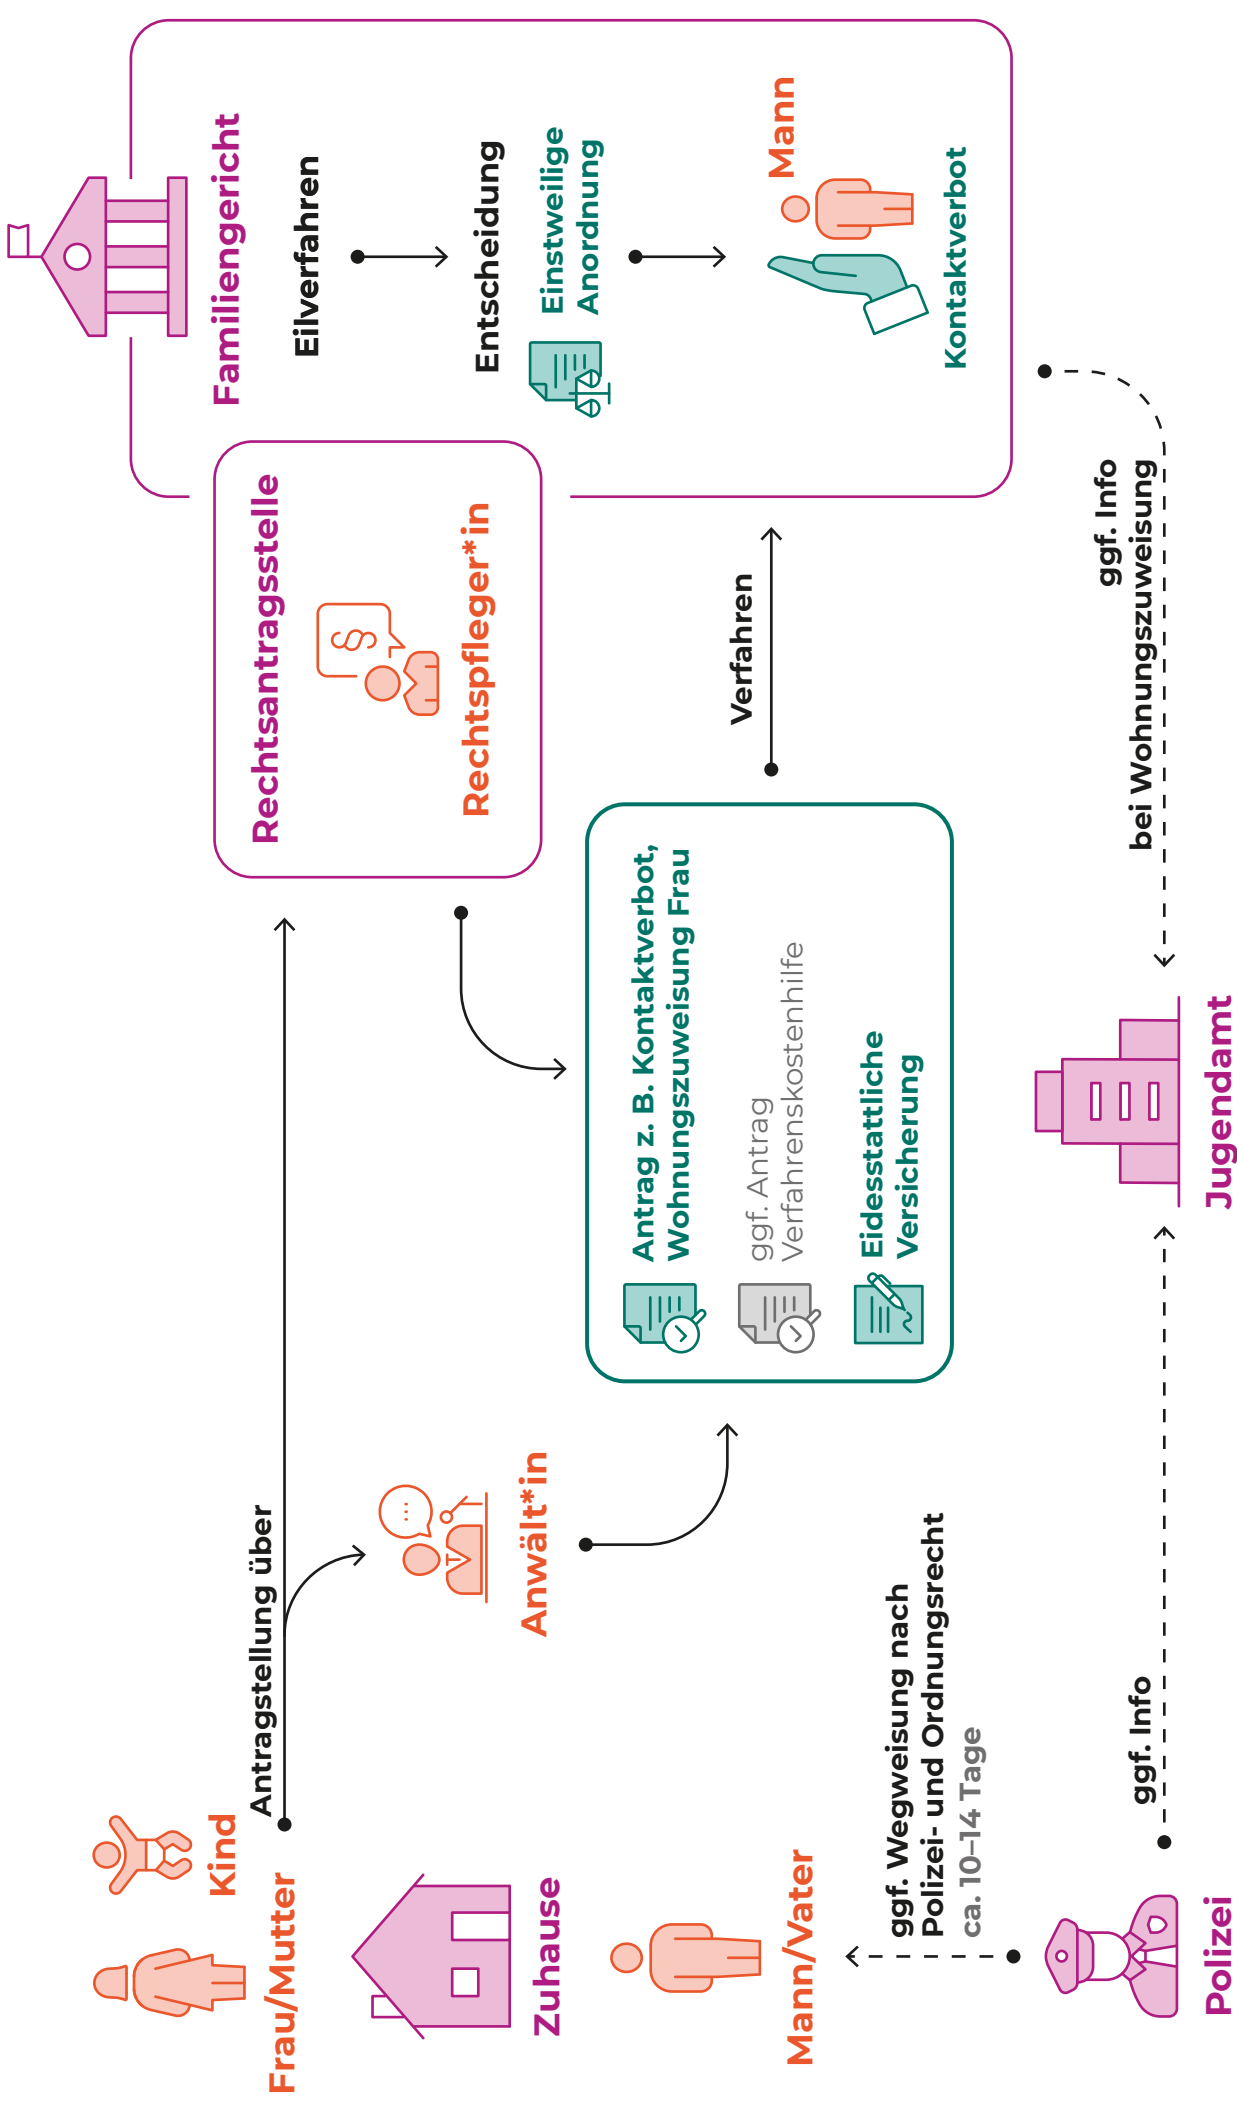 Frau/Mutter
Kind
Zuhause
Mann/Vater
Polizei
ggf. Wegweisung nach
Polizei- und Ordnungsrecht
ca. 10–14 Tage
ggf. Info
Antragstellung über
Anwält*in
Rechtsantragsstelle
Rechtspfleger*in
Antrag z. B. Kontaktverbot,
Wohnungszuweisung Frau
ggf. Antrag
Verfahrenskostenhilfe
Eidesstattliche
Versicherung
Verfahren
Familiengericht
Eilverfahren
Entscheidung
Einstweilige
Anordnung
Mann
Kontaktverbot
ggf. Info
bei Wohnungszuweisung
Jugendamt
§